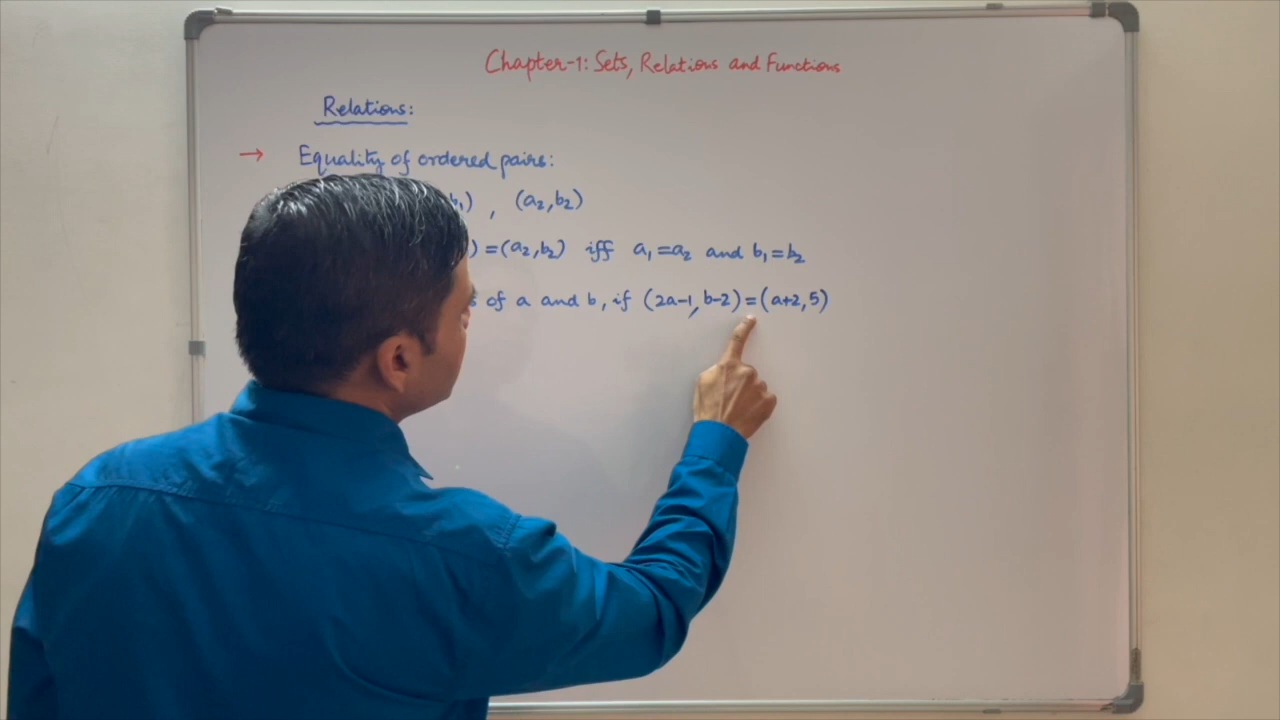 Chapter-1: Sets, Relations and Functions
Relations:
→ Equality of ordered pairs:
b₁) , (a₂,b₂)
) = (a₂,b₂) iff a₁=a₂ and b₁=b₂
s of a and b, if (2a-1, b-2) = (a+2, 5)